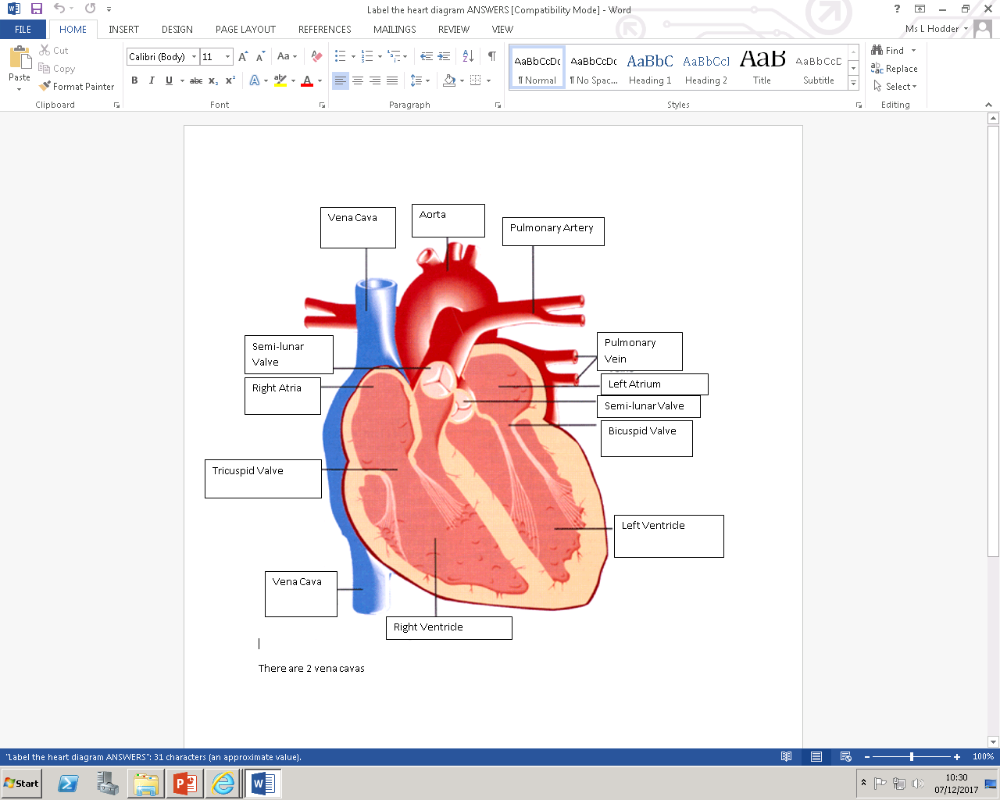 Label the heart diagram ANSWERS [Compatibility Mode] - Word
FILE HOME INSERT DESIGN PAGE LAYOUT REFERENCES MAILINGS REVIEW VIEW Ms L Hodder
Paste
Cut
Copy
Format Painter
Clipboard
Calibri (Body) 11
B I U abc x₂ x²
Font
Paragraph
AaBbCcDc AaBbCcDc AaBbC AaBbCcI AaB AaBbCcD
¶ Normal ¶ No Spac... Heading 1 Heading 2 Title Subtitle
Styles
Find
Replace
Select
Editing
Vena Cava
Aorta
Pulmonary Artery
Semi-lunar
Valve
Pulmonary
Vein
Right Atria
Left Atrium
Semi-lunar Valve
Bicuspid Valve
Tricuspid Valve
Left Ventricle
Vena Cava
Right Ventricle
There are 2 vena cavas
"Label the heart diagram ANSWERS": 31 characters (an approximate value).
100%
Start
10:30
07/12/2017